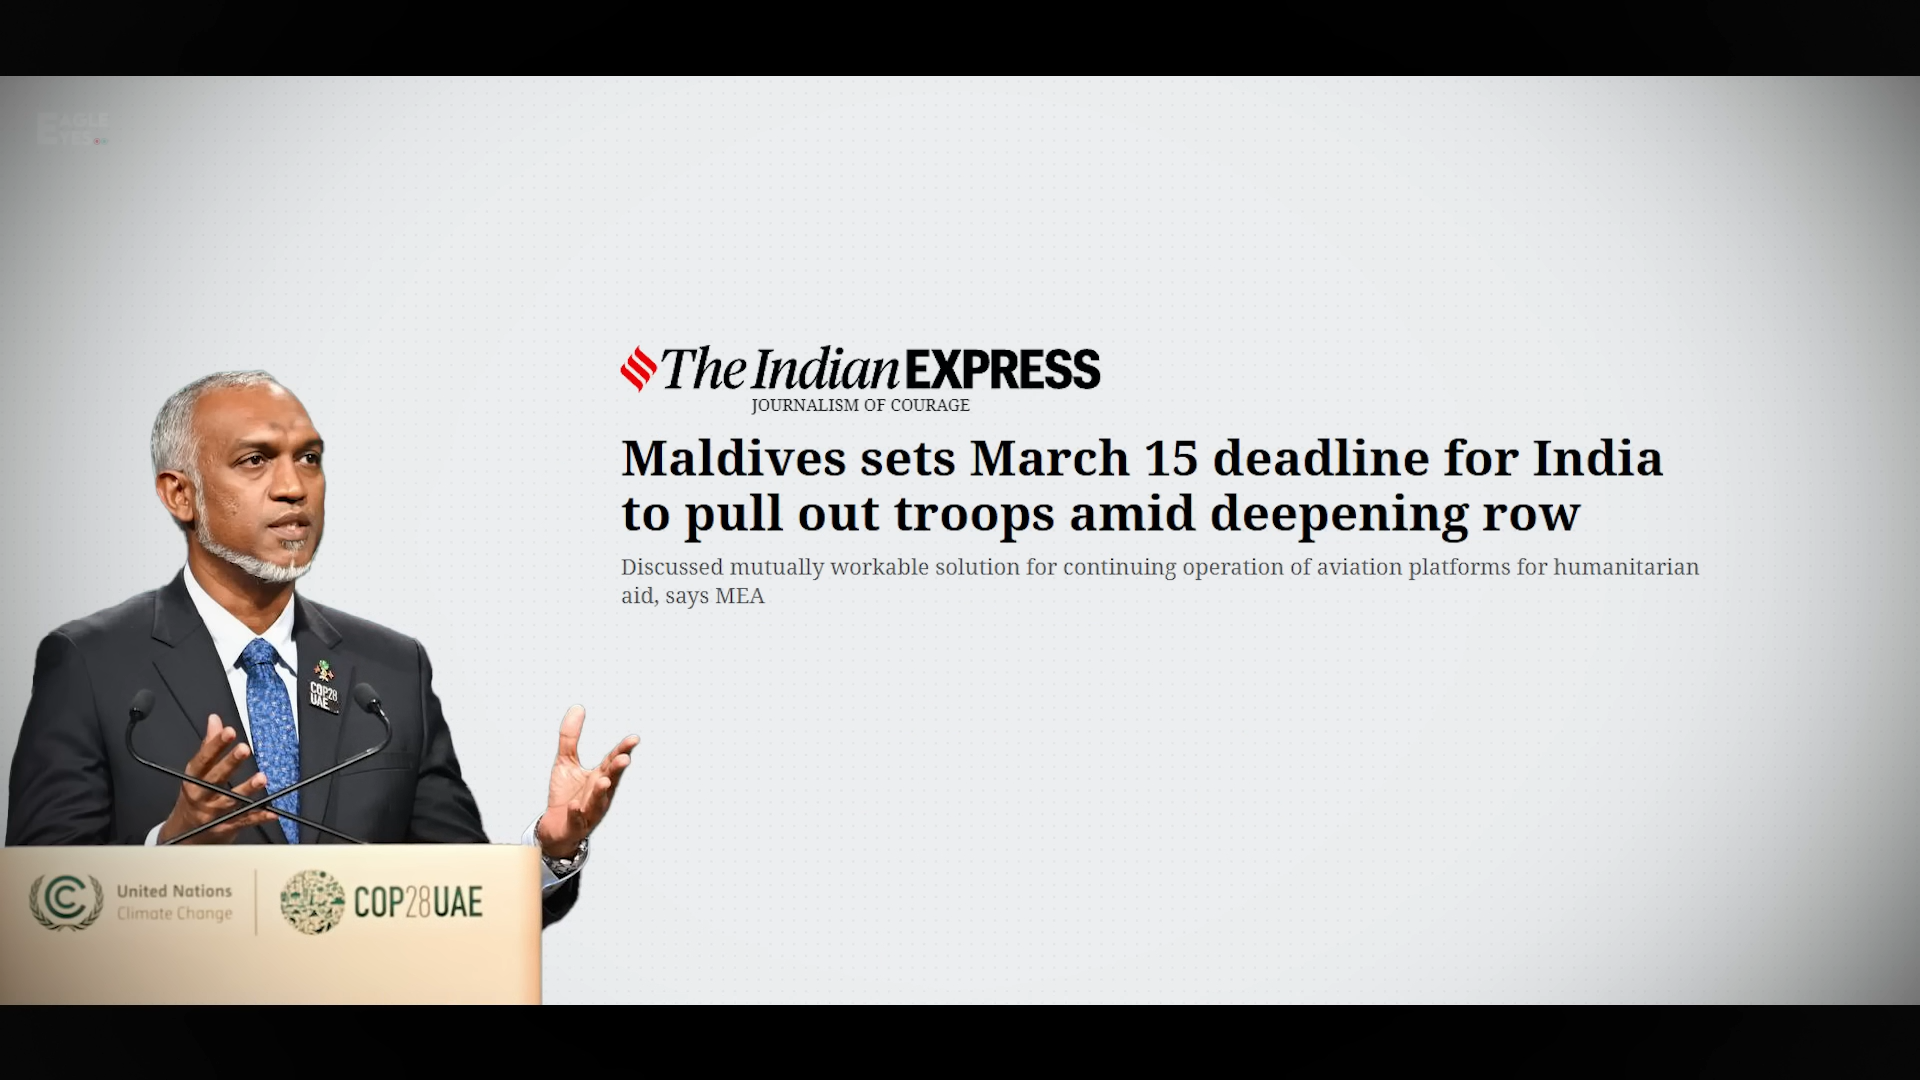 EAGLE
EYES
The Indian EXPRESS
JOURNALISM OF COURAGE
Maldives sets March 15 deadline for India
to pull out troops amid deepening row
Discussed mutually workable solution for continuing operation of aviation platforms for humanitarian
aid, says MEA
COP28
UAE
United Nations
Climate Change
COP28UAE